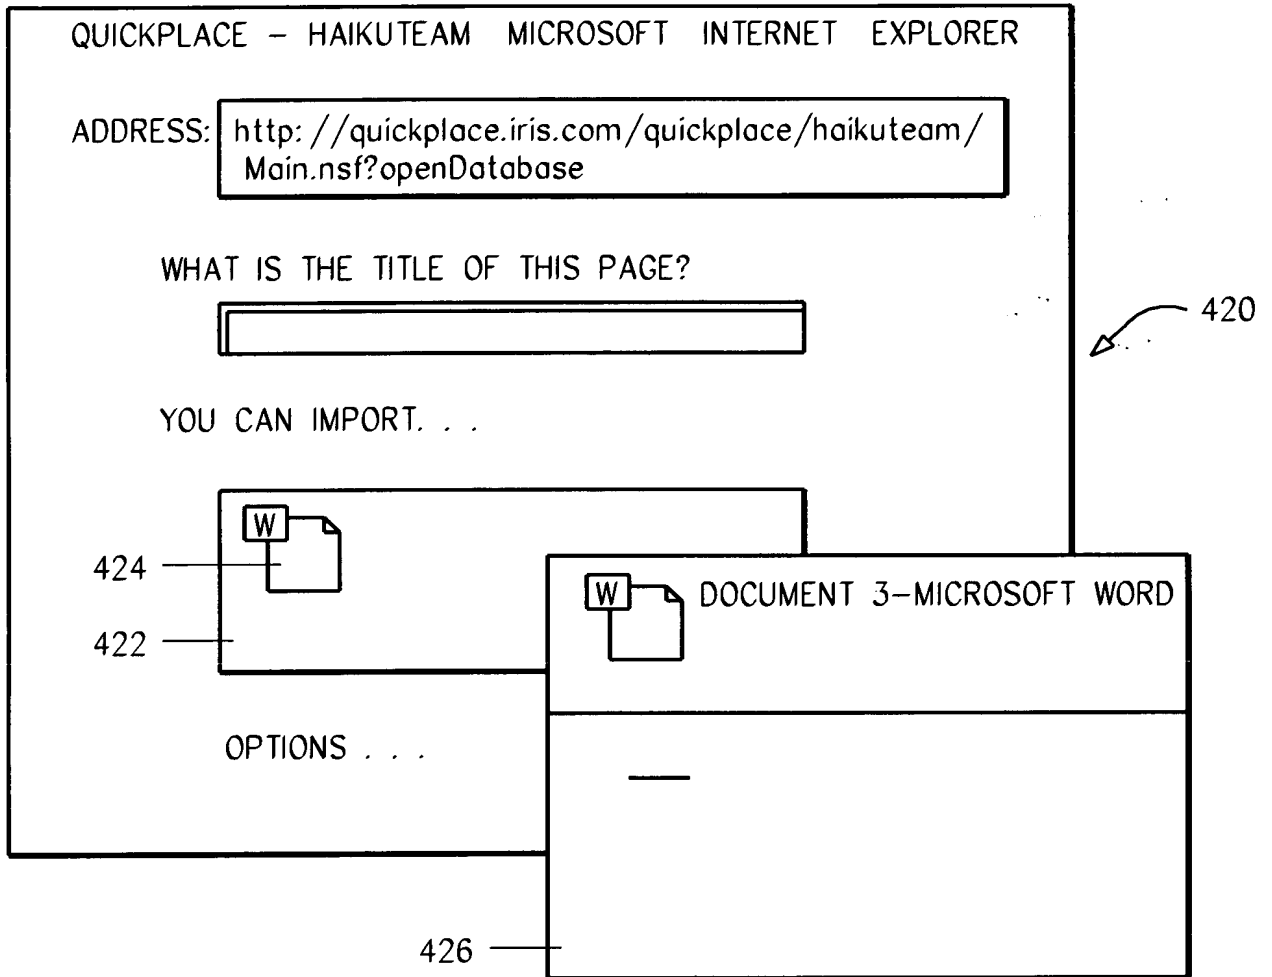 QUICKPLACE – HAIKUTEAM MICROSOFT INTERNET EXPLORER
ADDRESS: http://quickplace.iris.com/quickplace/haikuteam/
Main.nsf?openDatabase
WHAT IS THE TITLE OF THIS PAGE?
420
YOU CAN IMPORT. . .
W
424
W DOCUMENT 3–MICROSOFT WORD
422
OPTIONS . . .
426